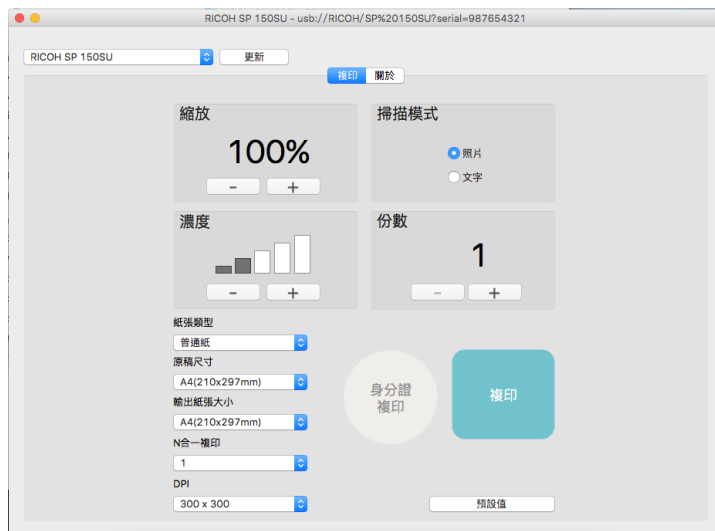 RICOH SP 150SU - usb://RICOH/SP%20150SU?serial=987654321
RICOH SP 150SU
更新
複印 關於
縮放
100%
- +
掃描模式
照片
文字
濃度
- +
份數
1
- +
紙張類型
普通紙
原稿尺寸
A4(210x297mm)
輸出紙張大小
A4(210x297mm)
N合一複印
1
DPI
300 x 300
身分證
複印
複印
預設值